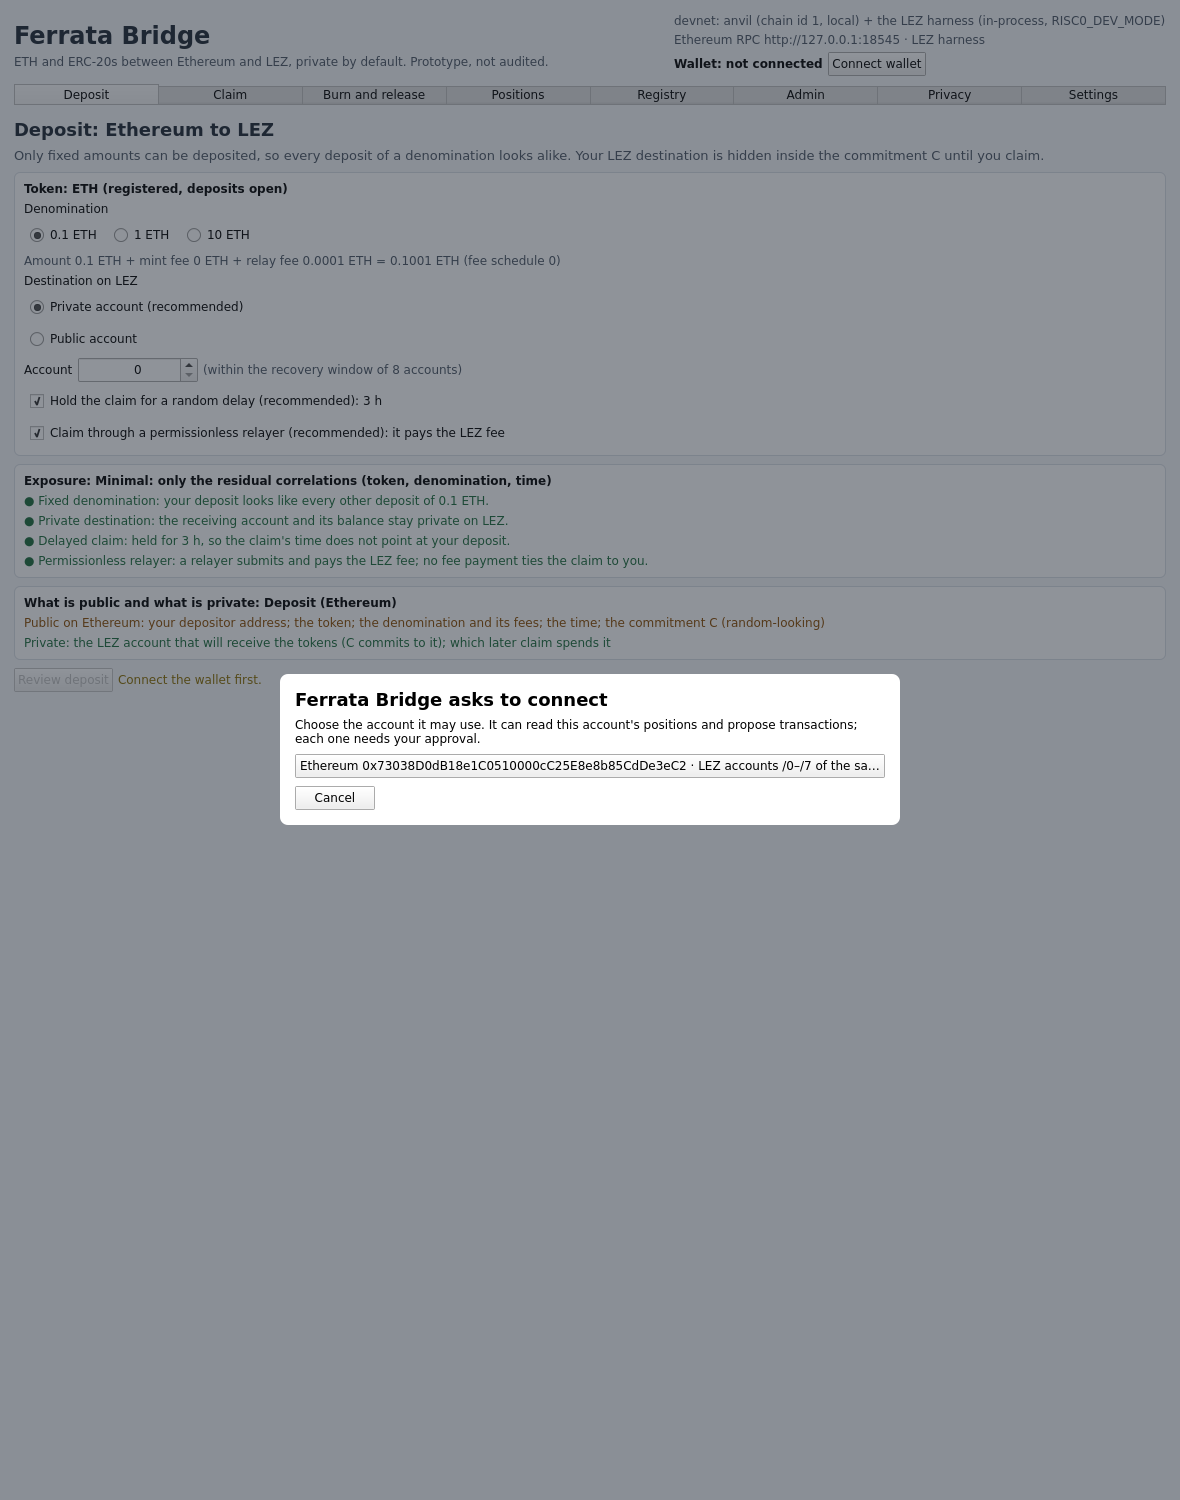 Ferrata Bridge
ETH and ERC-20s between Ethereum and LEZ, private by default. Prototype, not audited.
devnet: anvil (chain id 1, local) + the LEZ harness (in-process, RISC0_DEV_MODE)
Ethereum RPC http://127.0.0.1:18545 · LEZ harness
Wallet: not connected Connect wallet
Deposit Claim Burn and release Positions Registry Admin Privacy Settings
Deposit: Ethereum to LEZ
Only fixed amounts can be deposited, so every deposit of a denomination looks alike. Your LEZ destination is hidden inside the commitment C until you claim.
Token: ETH (registered, deposits open)
Denomination
0.1 ETH 1 ETH 10 ETH
Amount 0.1 ETH + mint fee 0 ETH + relay fee 0.0001 ETH = 0.1001 ETH (fee schedule 0)
Destination on LEZ
Private account (recommended)
Public account
Account 0 (within the recovery window of 8 accounts)
Hold the claim for a random delay (recommended): 3 h
Claim through a permissionless relayer (recommended): it pays the LEZ fee
Exposure: Minimal: only the residual correlations (token, denomination, time)
● Fixed denomination: your deposit looks like every other deposit of 0.1 ETH.
● Private destination: the receiving account and its balance stay private on LEZ.
● Delayed claim: held for 3 h, so the claim's time does not point at your deposit.
● Permissionless relayer: a relayer submits and pays the LEZ fee; no fee payment ties the claim to you.
What is public and what is private: Deposit (Ethereum)
Public on Ethereum: your depositor address; the token; the denomination and its fees; the time; the commitment C (random-looking)
Private: the LEZ account that will receive the tokens (C commits to it); which later claim spends it
Review deposit Connect the wallet first.
Ferrata Bridge asks to connect
Choose the account it may use. It can read this account's positions and propose transactions;
each one needs your approval.
Ethereum 0x73038D0dB18e1C0510000cC25E8e8b85CdDe3eC2 · LEZ accounts /0–/7 of the sa…
Cancel